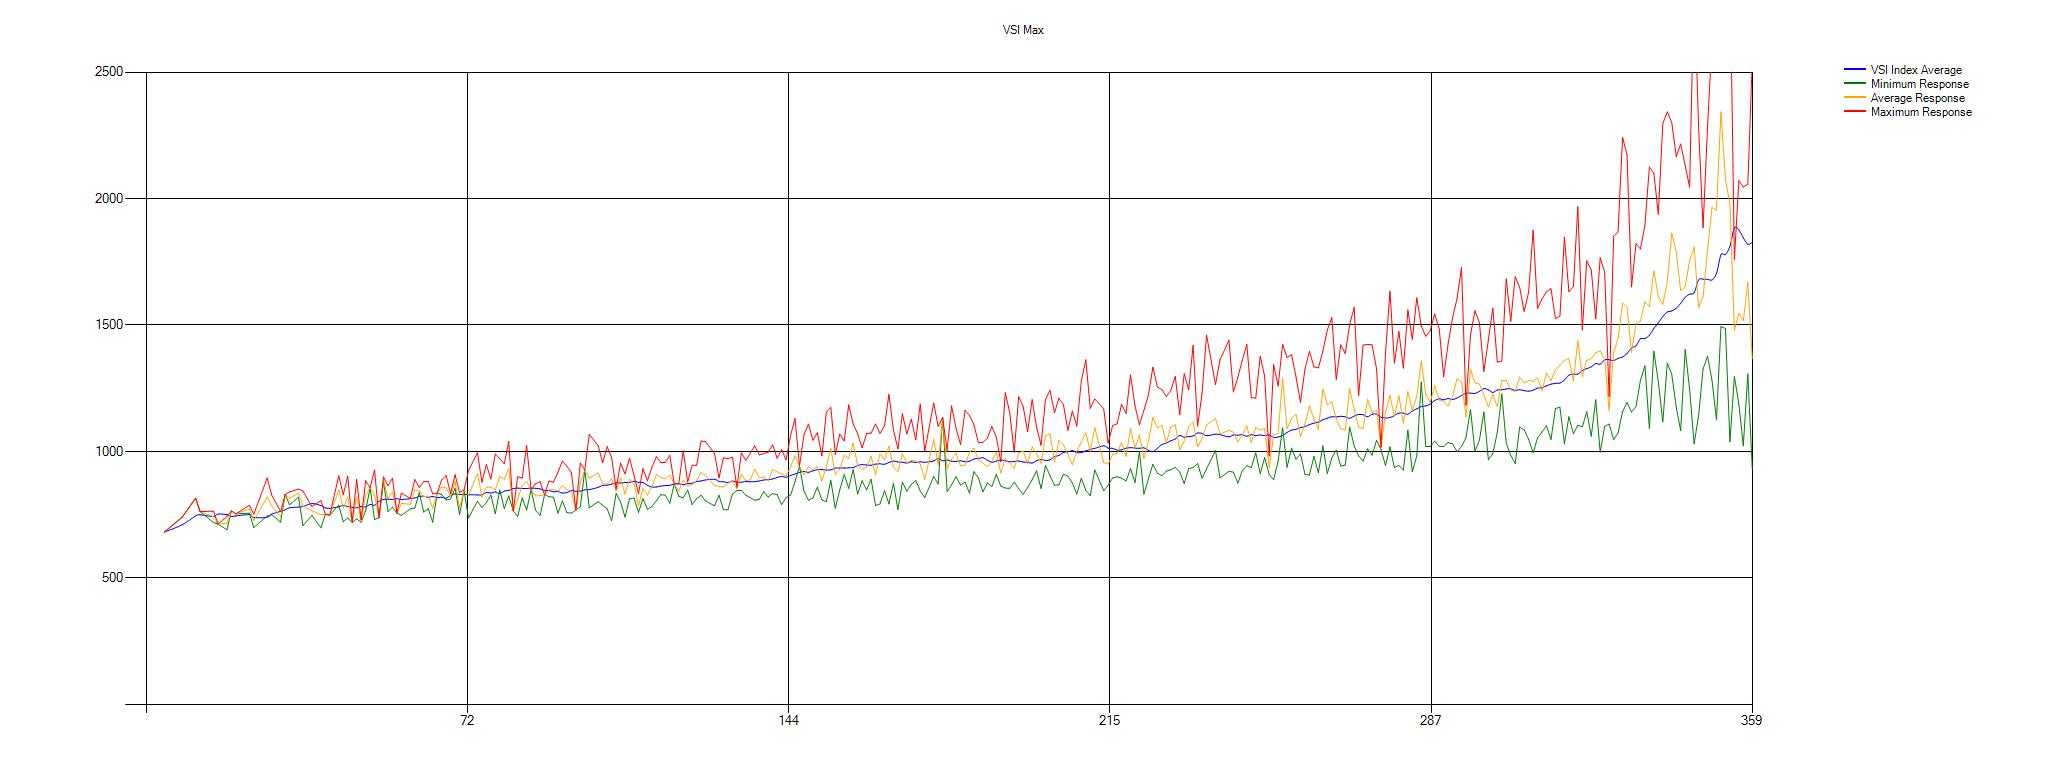 VSI Max
2500
2000
1500
1000
500
72
144
215
287
359
VSI Index Average
Minimum Response
Average Response
Maximum Response